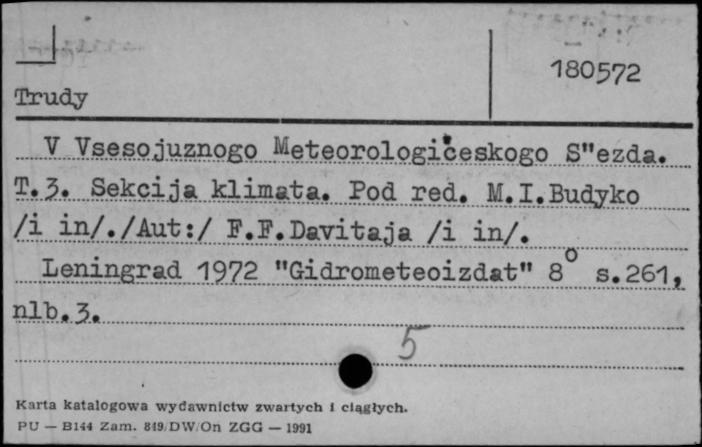 180572
Trudy
V Vsesojuznogo Meteorologičeskogo S"ezda.
T.3. Sekcija klimata. Pod red. M.I.Budyko
/i in/./Aut:/ F.F.Davitaja /i in/.
Leningrad 1972 "Gidrometeoizdat" 8° s.261,
nlb.3.
5
Karta katalogowa wydawnictw zwartych i ciągłych.
PU — B144 Zam. 849/DW/On ZGG — 1991